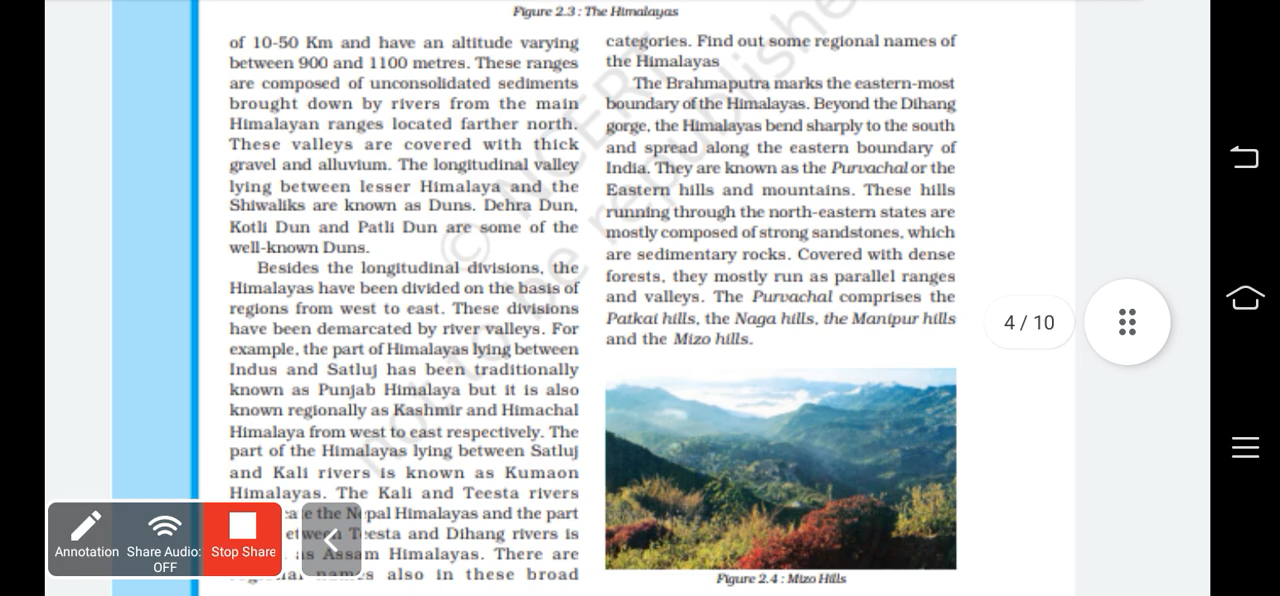 Figure 2.3 : The Himalayas
of 10-50 Km and have an altitude varying
between 900 and 1100 metres. These ranges
are composed of unconsolidated sediments
brought down by rivers from the main
Himalayan ranges located farther north.
These valleys are covered with thick
gravel and alluvium. The longitudinal valley
lying between lesser Himalaya and the
Shiwaliks are known as Duns. Dehra Dun,
Kotli Dun and Patli Dun are some of the
well-known Duns.
Besides the longitudinal divisions, the
Himalayas have been divided on the basis of
regions from west to east. These divisions
have been demarcated by river valleys. For
example, the part of Himalayas lying between
Indus and Satluj has been traditionally
known as Punjab Himalaya but it is also
known regionally as Kashmir and Himachal
Himalaya from west to east respectively. The
part of the Himalayas lying between Satluj
and Kali rivers is known as Kumaon
Himalayas. The Kali and Teesta rivers
the Nepal Himalayas and the part
Teesta and Dihang rivers is
as Assam Himalayas. There are
names also in these broad
categories. Find out some regional names of
the Himalayas
The Brahmaputra marks the eastern-most
boundary of the Himalayas. Beyond the Dihang
gorge, the Himalayas bend sharply to the south
and spread along the eastern boundary of
India. They are known as the Purvachal or the
Eastern hills and mountains. These hills
running through the north-eastern states are
mostly composed of strong sandstones, which
are sedimentary rocks. Covered with dense
forests, they mostly run as parallel ranges
and valleys. The Purvachal comprises the
Patkai hills, the Naga hills, the Manipur hills
and the Mizo hills.
Figure 2.4 : Mizo Hills
© NCERT
not to be republished
4 / 10
Annotation
Share Audio:
OFF
Stop Share